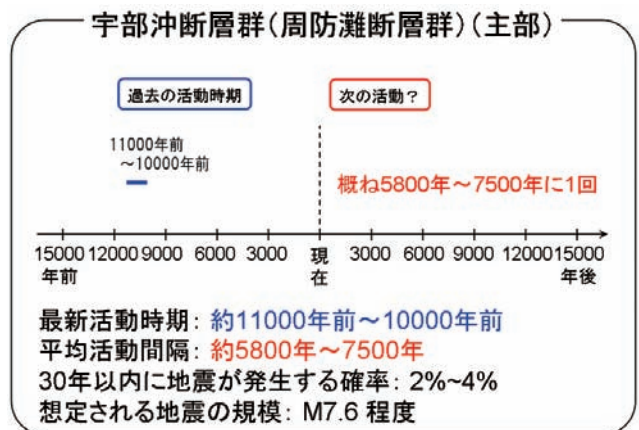 宇部沖断層群(周防灘断層群)(主部)
過去の活動時期 次の活動?
11000年前
～10000年前
概ね5800年～7500年に1回
15000 12000 9000 6000 3000 現在 3000 6000 9000 12000 15000
年前 年後
最新活動時期: 約11000年前～10000年前
平均活動間隔: 約5800年～7500年
30年以内に地震が発生する確率: 2%~4%
想定される地震の規模: M7.6 程度